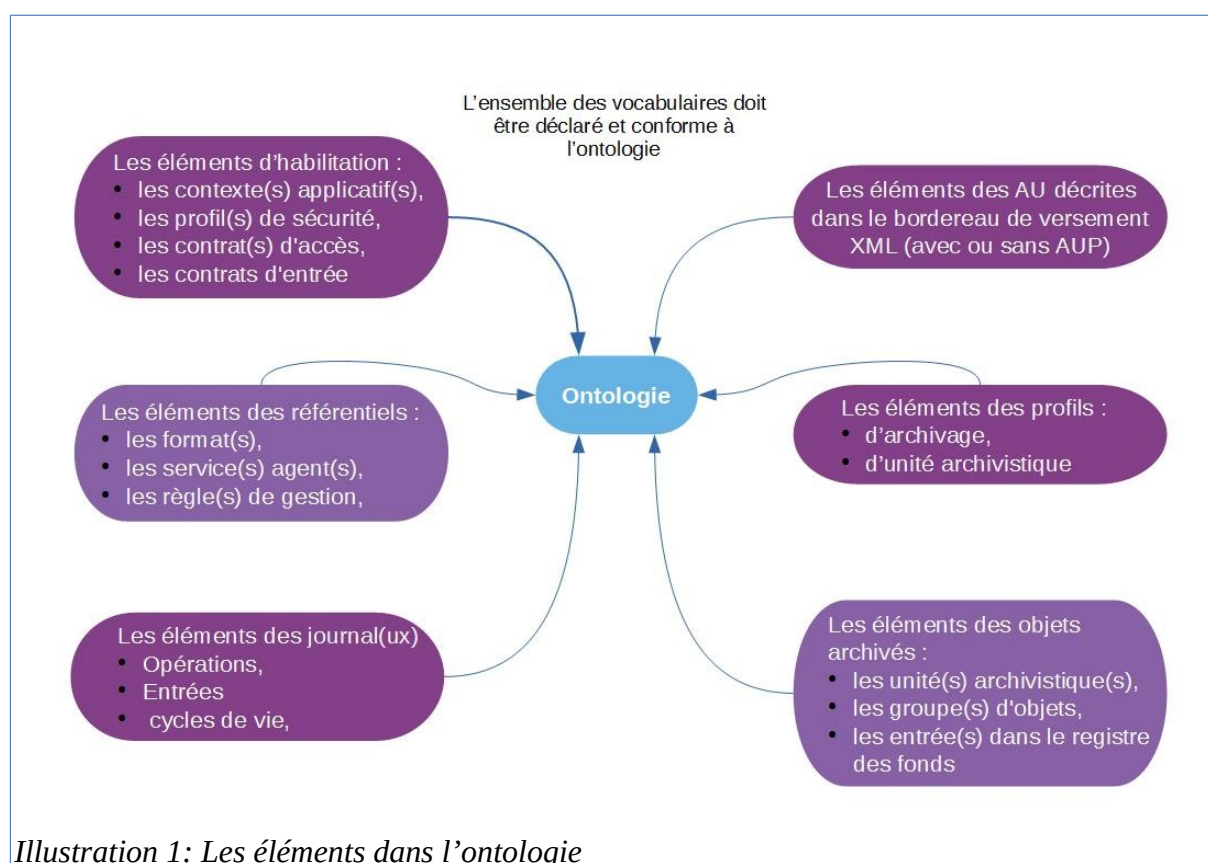 L'ensemble des vocabulaires doit
être déclaré et conforme à
l'ontologie
Les éléments d'habilitation :
• les contexte(s) applicatif(s),
• les profil(s) de sécurité,
• les contrat(s) d'accès,
• les contrats d'entrée
Les éléments des AU décrites
dans le bordereau de versement
XML (avec ou sans AUP)
Ontologie
Les éléments des référentiels :
• les format(s),
• les service(s) agent(s),
• les règle(s) de gestion,
Les éléments des profils :
• d'archivage,
• d'unité archivistique
Les éléments des journal(ux)
• Opérations,
• Entrées
• cycles de vie,
Les éléments des objets
archivés :
• les unité(s) archivistique(s),
• les groupe(s) d'objets,
• les entrée(s) dans le registre
des fonds
Illustration 1: Les éléments dans l'ontologie